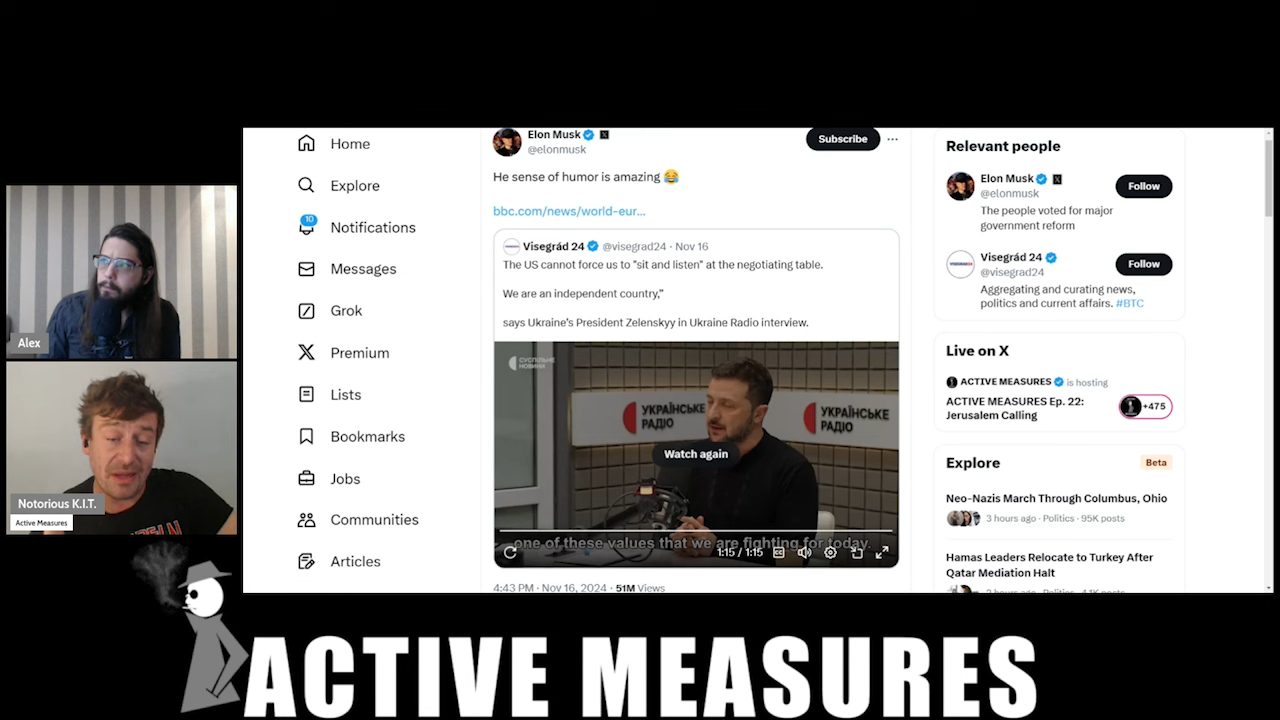 Alex
Notorious K.I.T.
Active Measures
Home
Explore
10
Notifications
Messages
Grok
Premium
Lists
Bookmarks
Jobs
Communities
Articles
Elon Musk
@elonmusk
Subscribe
He sense of humor is amazing 😂
bbc.com/news/world-eur...
Visegrád 24 @visegrad24 · Nov 16
The US cannot force us to "sit and listen" at the negotiating table.
We are an independent country,"
says Ukraine's President Zelenskyy in Ukraine Radio interview.
СУСПІЛЬНЕ
НОВИНИ
УКРАЇНСЬКЕ
РАДІО
УКРАЇНСЬКЕ
РАДІО
Watch again
one of these values that we are fighting for today.
1:15 / 1:15
4:43 PM · Nov 16, 2024 · 51M Views
Relevant people
Elon Musk
@elonmusk
Follow
The people voted for major
government reform
Visegrád 24
@visegrad24
Follow
Aggregating and curating news,
politics and current affairs. #BTC
Live on X
ACTIVE MEASURES is hosting
ACTIVE MEASURES Ep. 22:
Jerusalem Calling
+475
Explore
Beta
Neo-Nazis March Through Columbus, Ohio
3 hours ago · Politics · 95K posts
Hamas Leaders Relocate to Turkey After
Qatar Mediation Halt
ACTIVE MEASURES